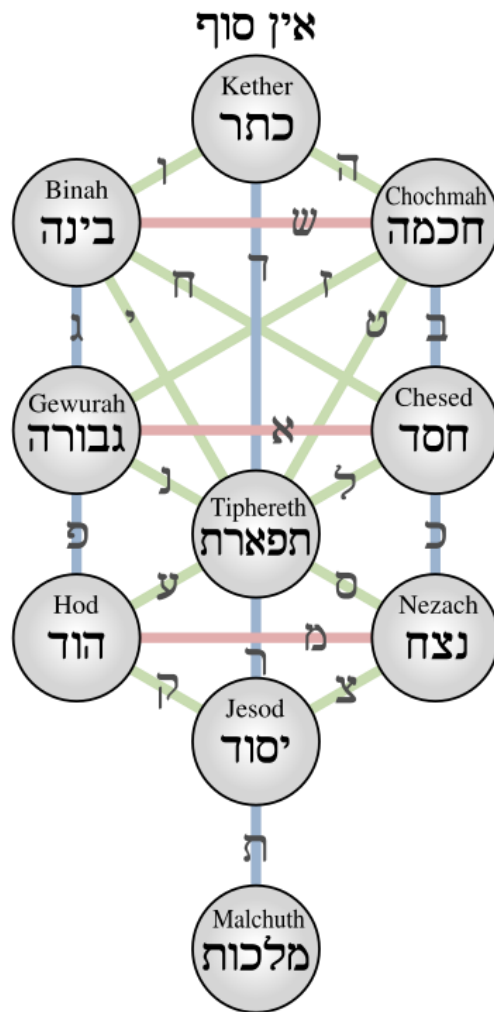 אין סוף
Kether
כתר
ו
ה
Binah
בינה
Chochmah
חכמה
ש
ד
ח
ז
י
ט
ג
ב
Gewurah
גבורה
Chesed
חסד
א
נ
ל
Tiphereth
תפארת
פ
כ
ע
ס
Hod
הוד
Nezach
נצח
מ
ר
ק
צ
Jesod
יסוד
ת
Malchuth
מלכות